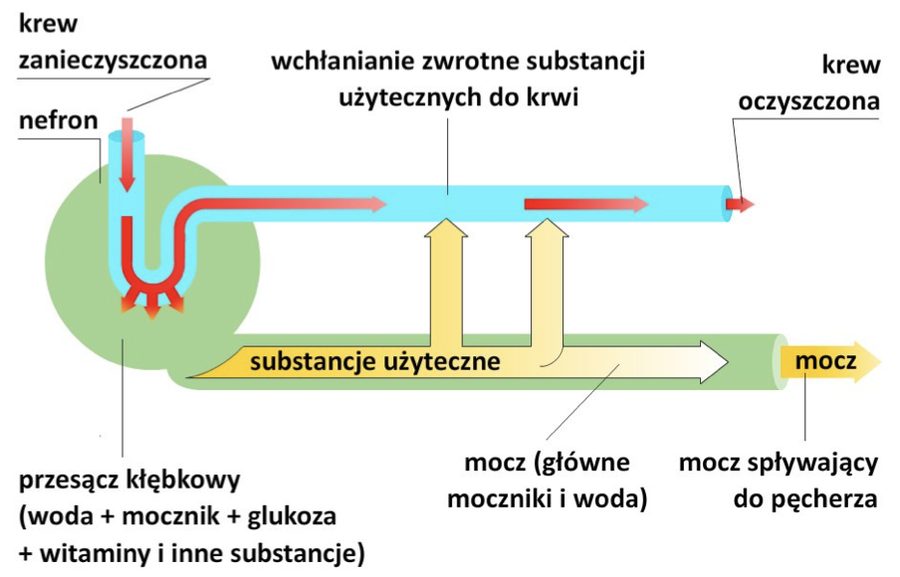 krew
zanieczyszczona
nefron
wchłanianie zwrotne substancji
użytecznych do krwi
krew
oczyszczona
substancje użyteczne
mocz
przesącz kłębkowy
(woda + mocznik + glukoza
+ witaminy i inne substancje)
mocz (główne
moczniki i woda)
mocz spływający
do pęcherza